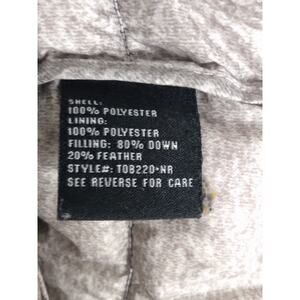 SHELL:
100% POLYESTER
LINING:
100% POLYESTER
FILLING: 80% DOWN
20% FEATHER
STYLE#: TOB220-NR
SEE REVERSE FOR CARE